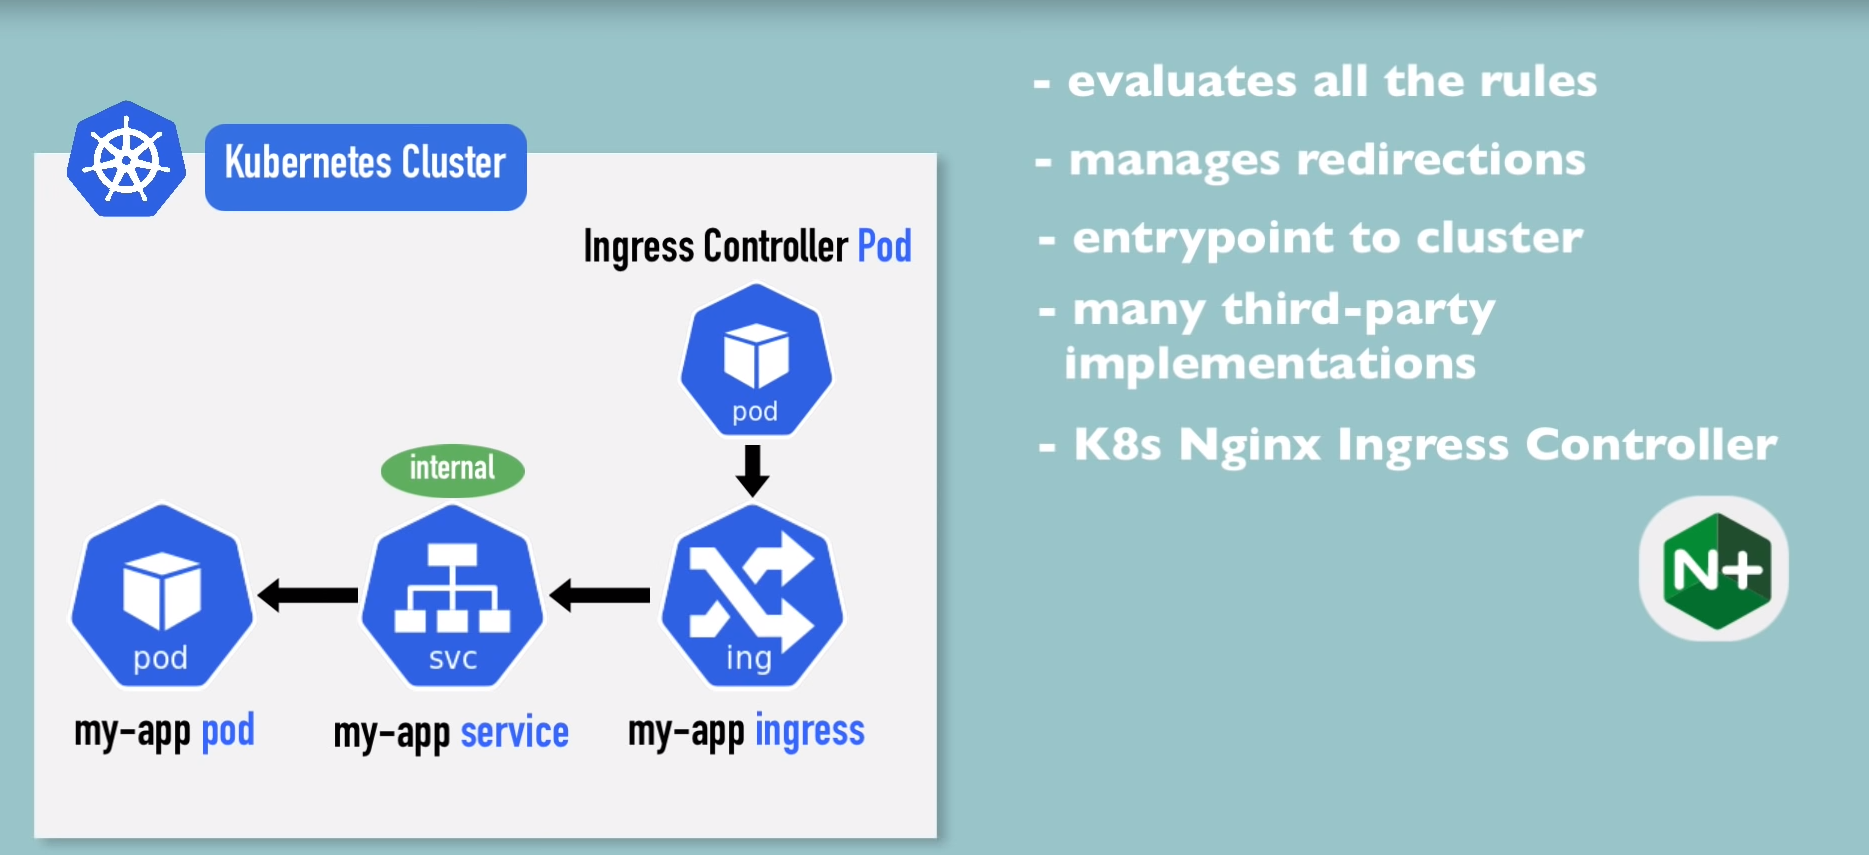 Kubernetes Cluster
Ingress Controller Pod
pod
internal
pod
svc
ing
my-app pod
my-app service
my-app ingress
- evaluates all the rules
- manages redirections
- entrypoint to cluster
- many third-party
implementations
- K8s Nginx Ingress Controller
N+